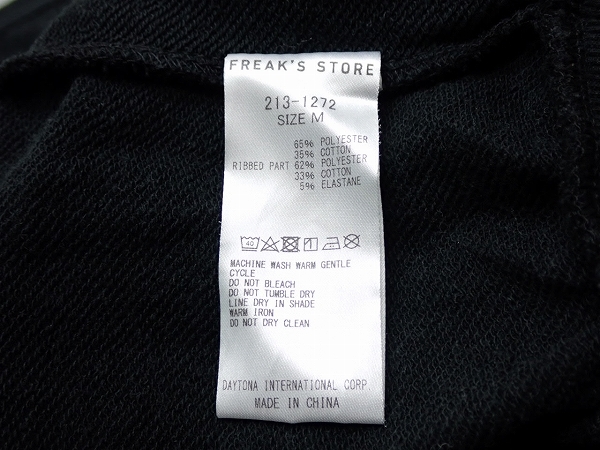 FREAK'S STORE
213-1272
SIZE M
65% POLYESTER
35% COTTON
RIBBED PART 62% POLYESTER
33% COTTON
5% ELASTANE
40
MACHINE WASH WARM GENTLE
CYCLE
DO NOT BLEACH
DO NOT TUMBLE DRY
LINE DRY IN SHADE
WARM IRON
DO NOT DRY CLEAN
DAYTONA INTERNATIONAL CORP.
MADE IN CHINA